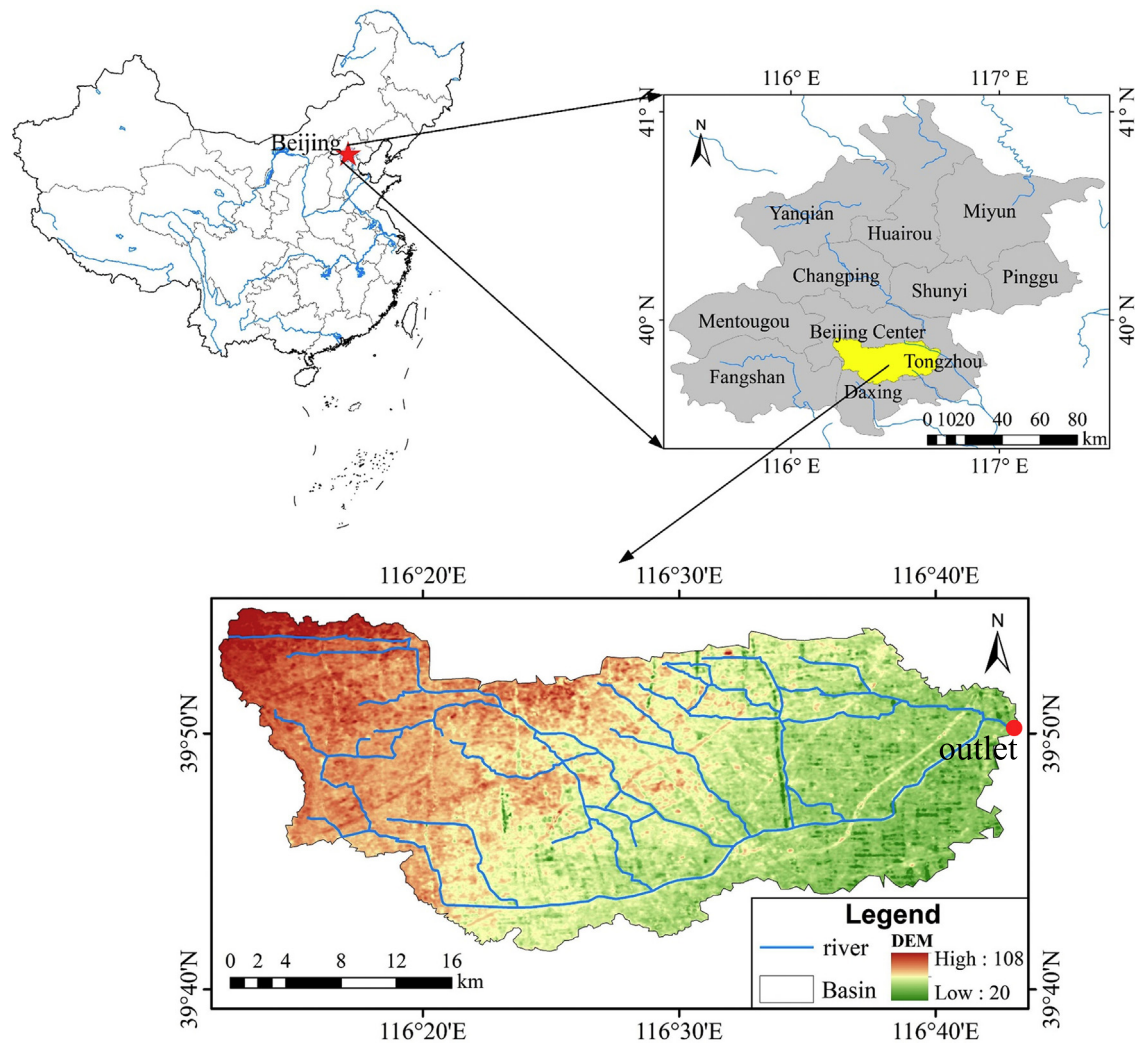 Beijing
116° E 117° E
41° N 41° N
N
Yanqian
Miyun
Huairou
Changping
Shunyi
Pinggu
40° N 40° N
Mentougou
Beijing Center
Tongzhou
Fangshan
Daxing
0 10 20 40 60 80
km
116° E 117° E
116°20'E 116°30'E 116°40'E
N
39°50'N 39°50'N
outlet
Legend
river
Basin
DEM
High : 108
Low : 20
0 2 4 8 12 16
km
39°40'N 39°40'N
116°20'E 116°30'E 116°40'E